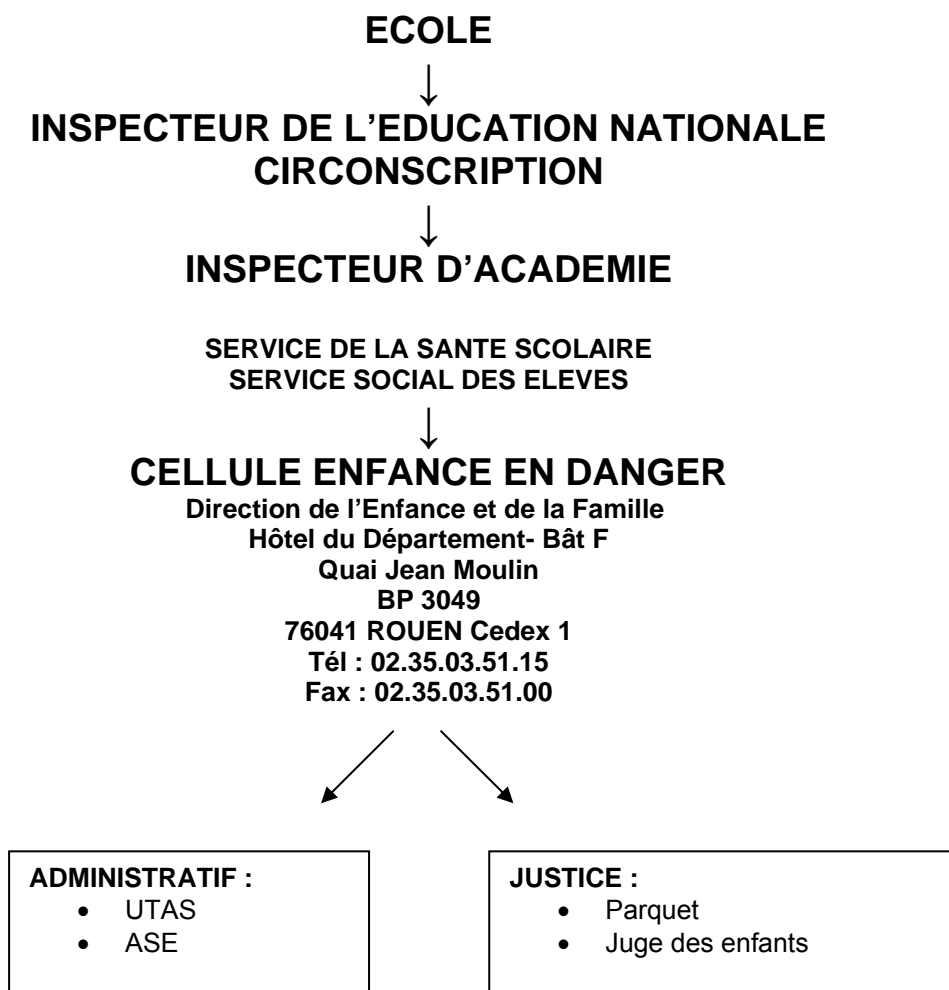 ECOLE
↓
INSPECTEUR DE L’EDUCATION NATIONALE
CIRCONSCRIPTION
↓
INSPECTEUR D’ACADEMIE
SERVICE DE LA SANTE SCOLAIRE
SERVICE SOCIAL DES ELEVES
↓
CELLULE ENFANCE EN DANGER
Direction de l’Enfance et de la Famille
Hôtel du Département- Bât F
Quai Jean Moulin
BP 3049
76041 ROUEN Cedex 1
Tél : 02.35.03.51.15
Fax : 02.35.03.51.00
ADMINISTRATIF :
• UTAS
• ASE
JUSTICE :
• Parquet
• Juge des enfants